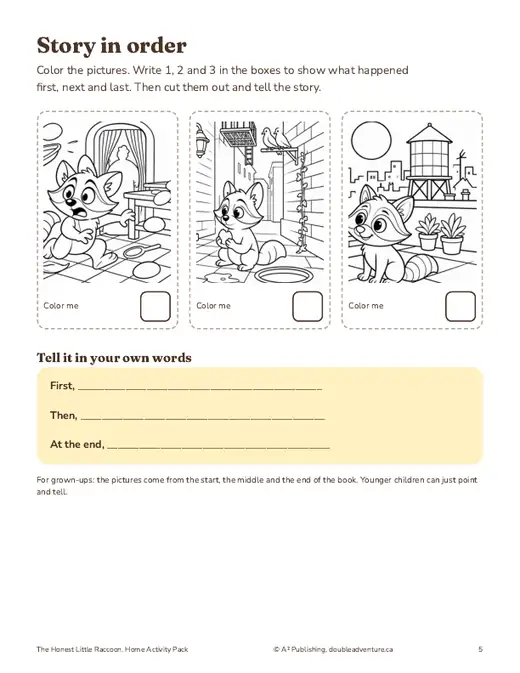 Story in order
Color the pictures. Write 1, 2 and 3 in the boxes to show what happened
first, next and last. Then cut them out and tell the story.
Color me
Color me
Color me
Tell it in your own words
First, ______________________________________________
Then, ______________________________________________
At the end, __________________________________________
For grown-ups: the pictures come from the start, the middle and the end of the book. Younger children can just point
and tell.
The Honest Little Raccoon, Home Activity Pack
© A² Publishing, doubleadventure.ca
5